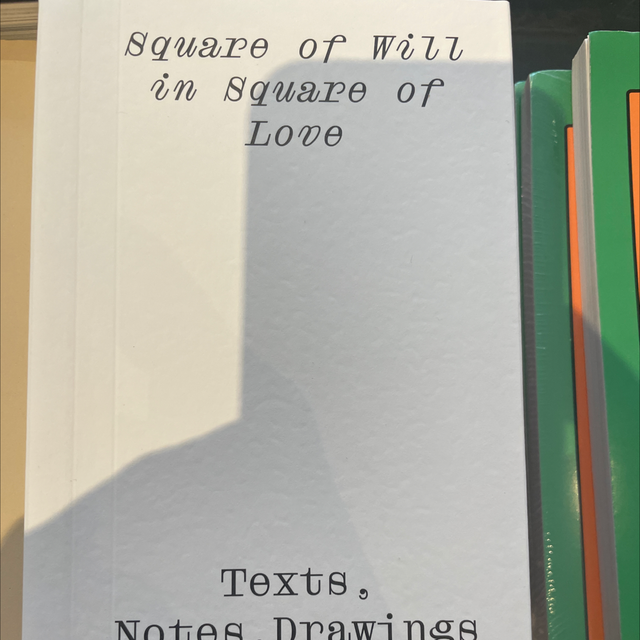 Square of Will
in Square of
Love
Texts,
Notes, Drawings